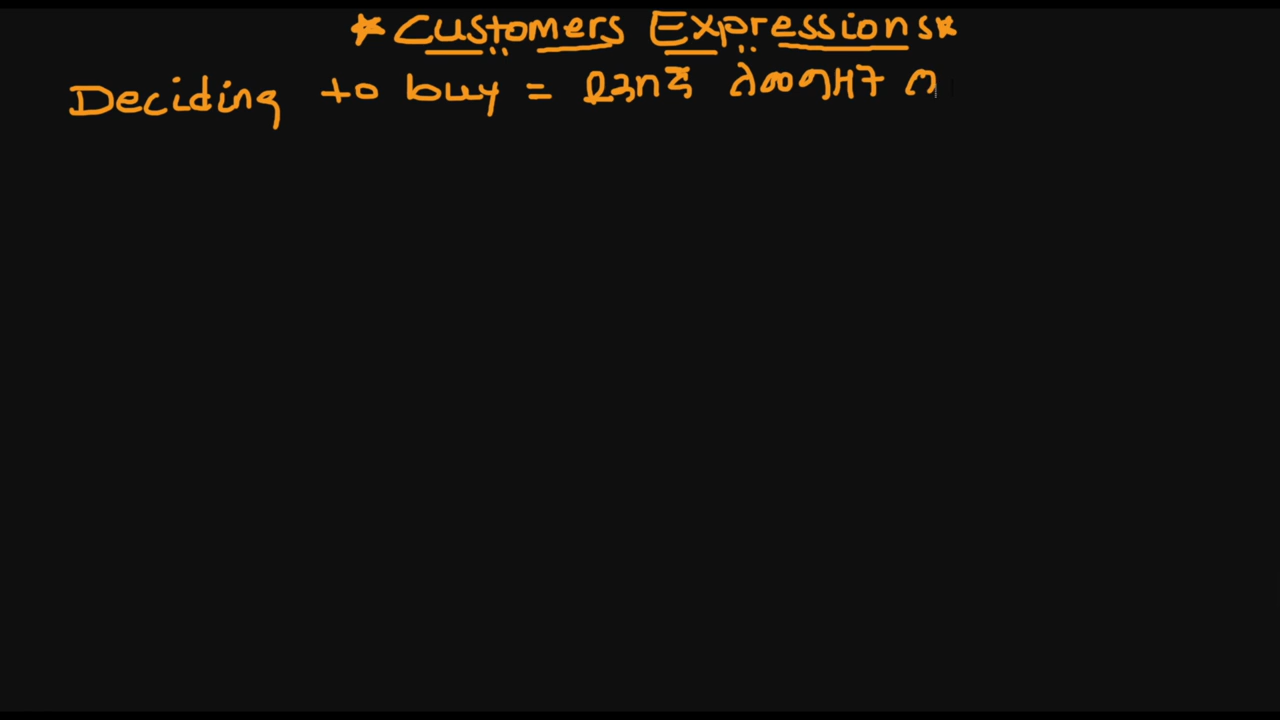 *Customers Expressions*
Deciding to buy = ደንበኛ ለመግዛት